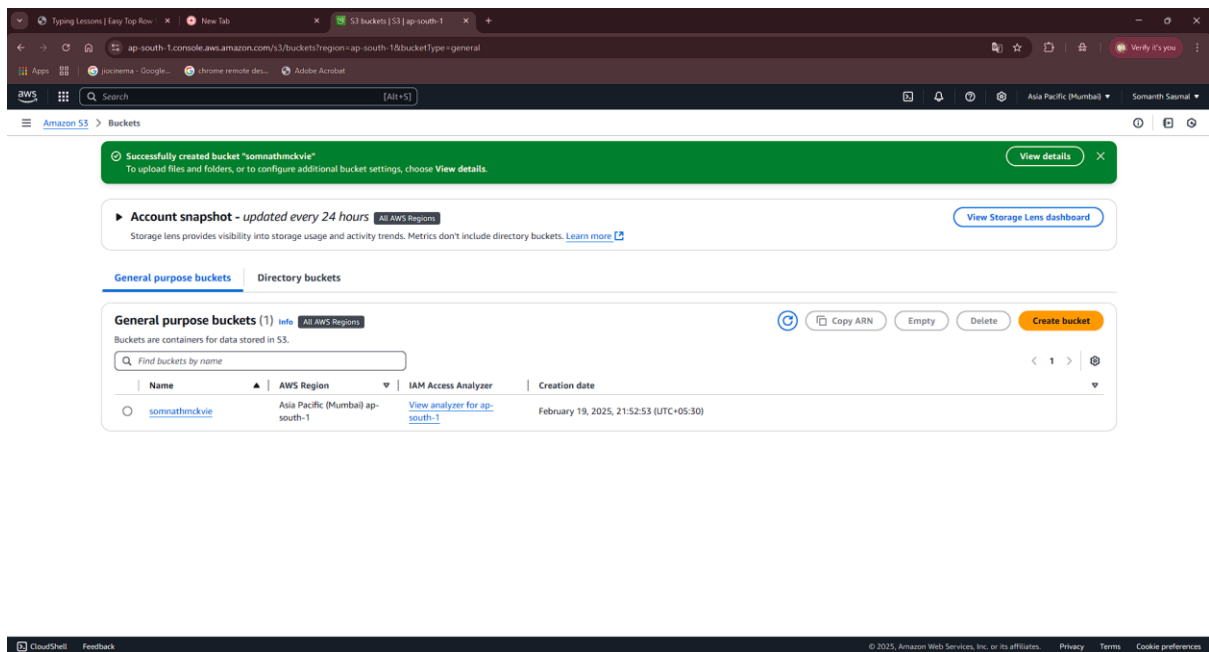 Typing Lessons | Easy Top Row
New Tab
S3 buckets | S3 | ap-south-1
ap-south-1.console.aws.amazon.com/s3/buckets?region=ap-south-1&bucketType=general
Verify it's you
Apps
jiocinema - Google...
chrome remote des...
Adobe Acrobat
aws
Search
[Alt+S]
Asia Pacific (Mumbai)
Somanth Sasmal
Amazon S3 > Buckets
Successfully created bucket "somnathmckvie"
To upload files and folders, or to configure additional bucket settings, choose View details.
View details
Account snapshot - updated every 24 hours All AWS Regions
Storage lens provides visibility into storage usage and activity trends. Metrics don't include directory buckets. Learn more
View Storage Lens dashboard
General purpose buckets
Directory buckets
General purpose buckets (1) Info All AWS Regions
Buckets are containers for data stored in S3.
Copy ARN
Empty
Delete
Create bucket
Find buckets by name
< 1 >
Name
AWS Region
IAM Access Analyzer
Creation date
somnathmckvie
Asia Pacific (Mumbai) ap-
south-1
View analyzer for ap-
south-1
February 19, 2025, 21:52:53 (UTC+05:30)
CloudShell
Feedback
© 2025, Amazon Web Services, Inc. or its affiliates.
Privacy
Terms
Cookie preferences